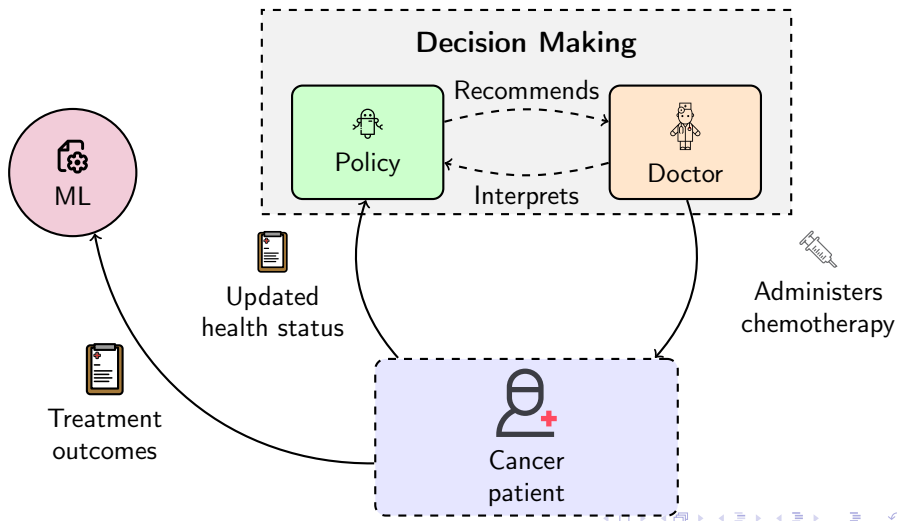 Decision Making
Recommends
Policy
Doctor
Interprets
ML
Updated
health status
Administers
chemotherapy
Treatment
outcomes
Cancer
patient